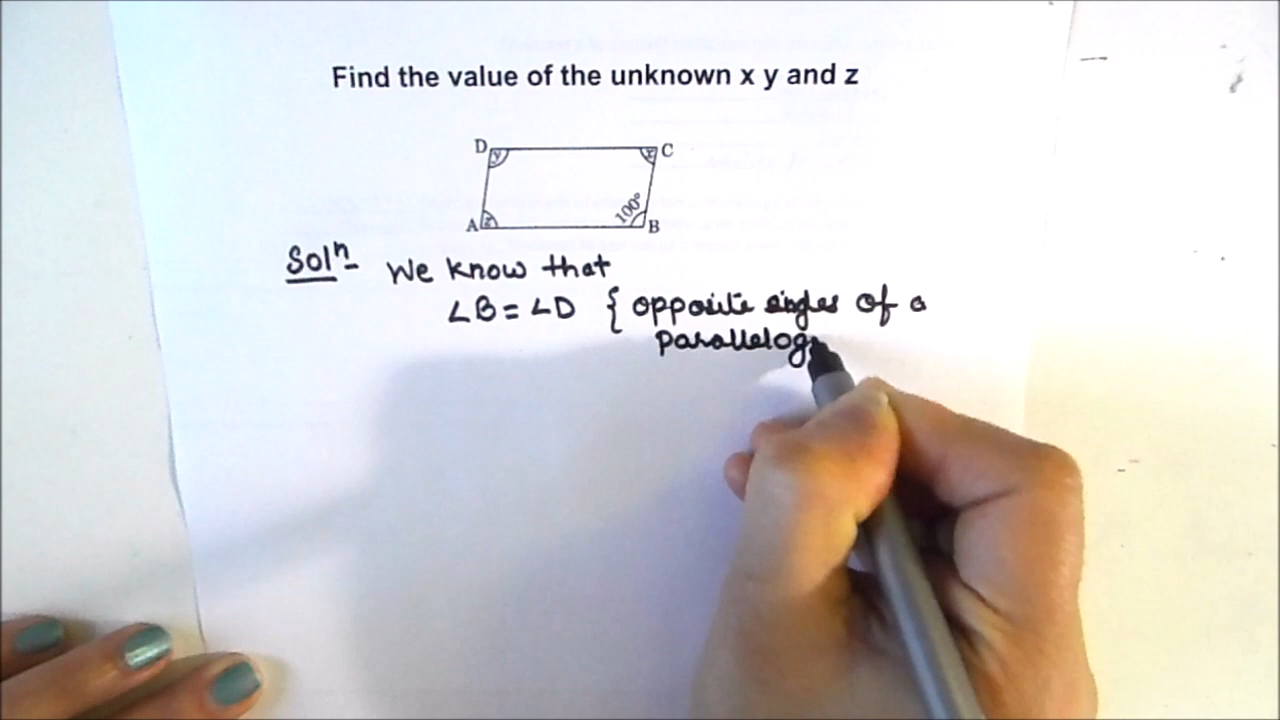 Find the value of the unknown x y and z
D y x C
A z 100° B
Solⁿ We know that
∠B = ∠D { opposite angles of a
parallelog